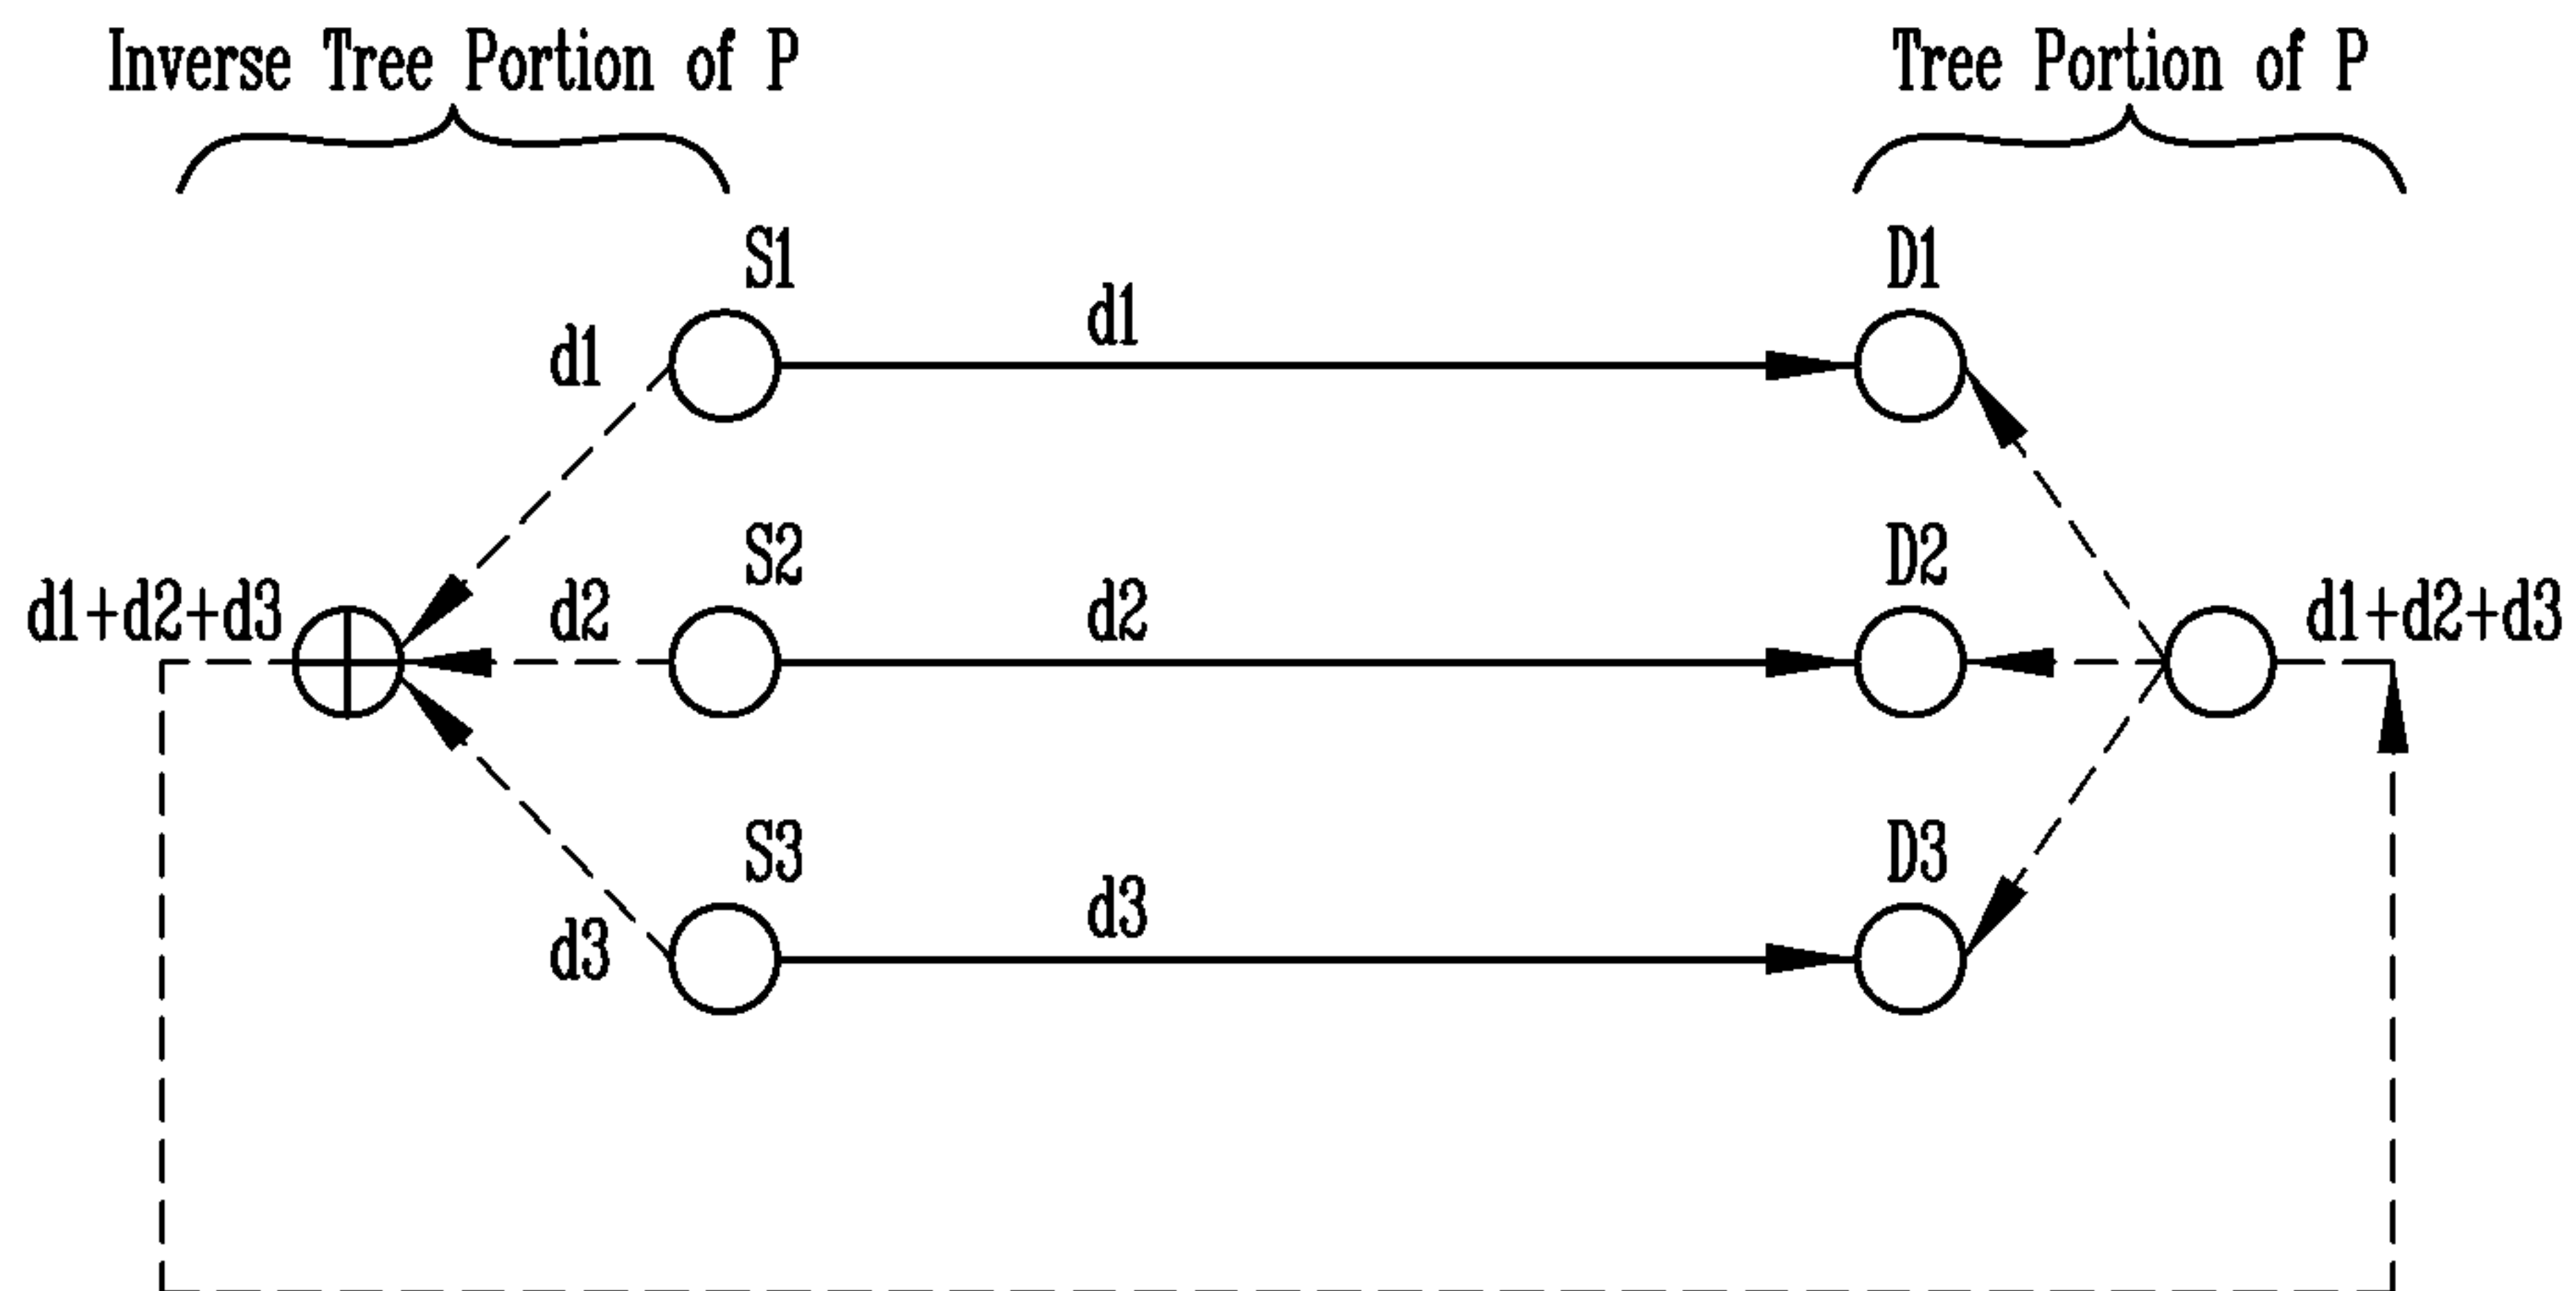 Inverse Tree Portion of P
Tree Portion of P
S1
D1
d1
d1
S2
D2
d1+d2+d3
d2
d2
d1+d2+d3
S3
D3
d3
d3